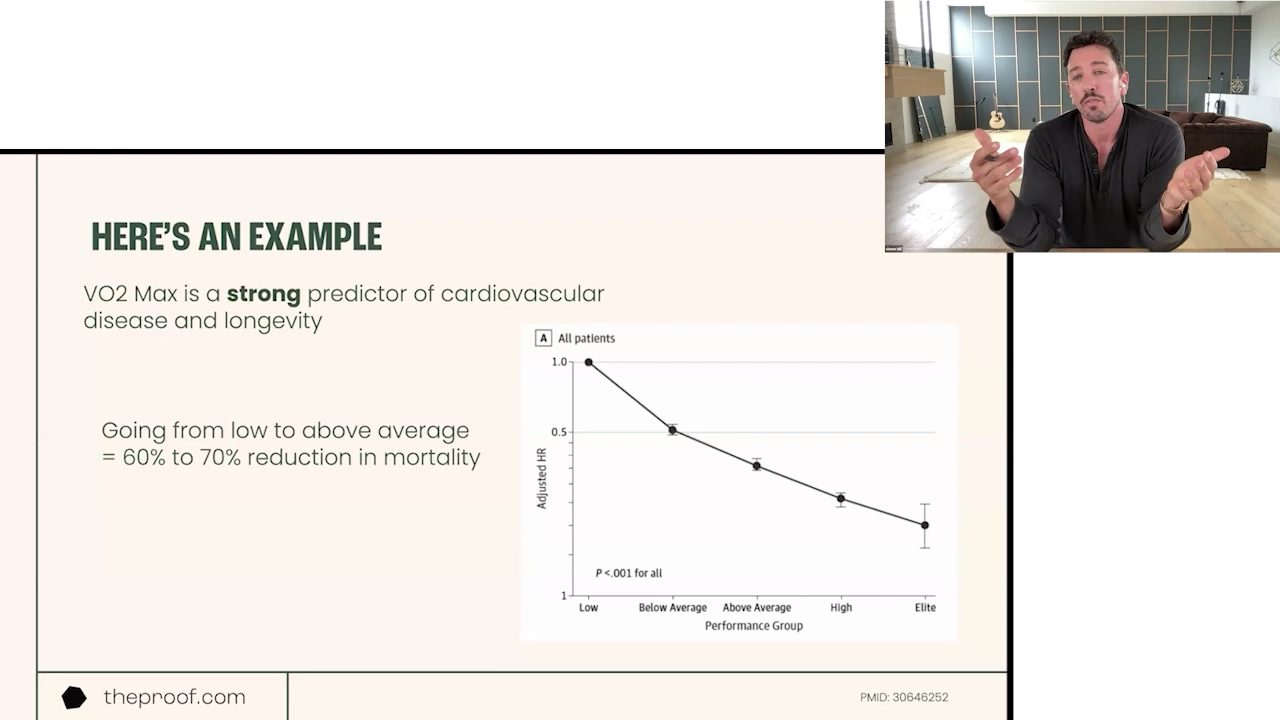 HERE'S AN EXAMPLE
VO2 Max is a strong predictor of cardiovascular
disease and longevity
Going from low to above average
= 60% to 70% reduction in mortality
A All patients
1.0
0.5
1
Adjusted HR
P <.001 for all
Low Below Average Above Average High Elite
Performance Group
theproof.com
PMID: 30646252